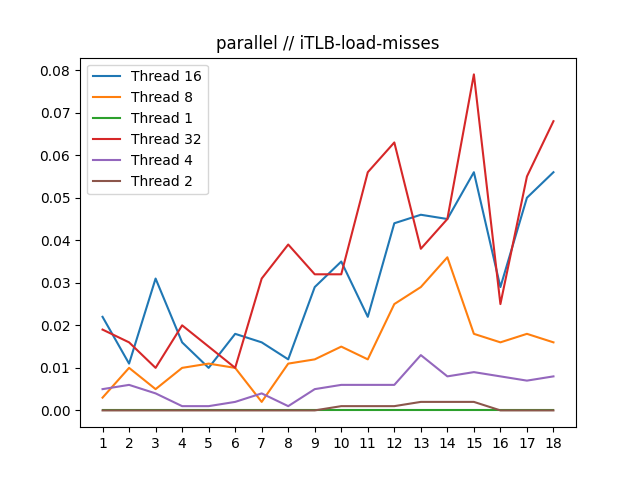 parallel // iTLB-load-misses
Thread 16
Thread 8
Thread 1
Thread 32
Thread 4
Thread 2
0.08
0.07
0.06
0.05
0.04
0.03
0.02
0.01
0.00
1 2 3 4 5 6 7 8 9 10 11 12 13 14 15 16 17 18